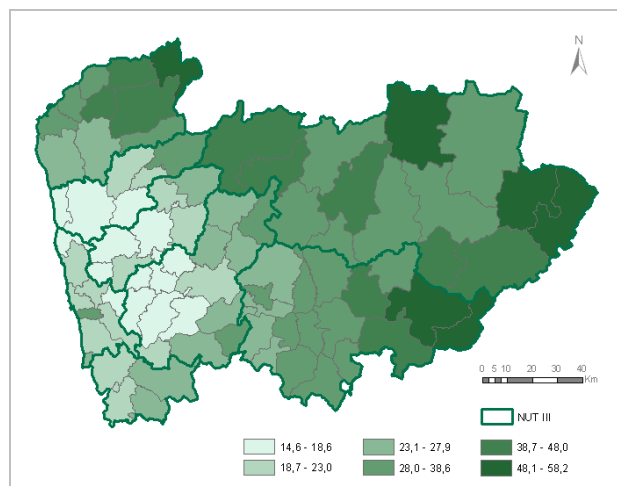 N
0 5 10 20 30 40
Km
NUT III
14,6 - 18,6
23,1 - 27,9
38,7 - 48,0
18,7 - 23,0
28,0 - 38,6
48,1 - 58,2